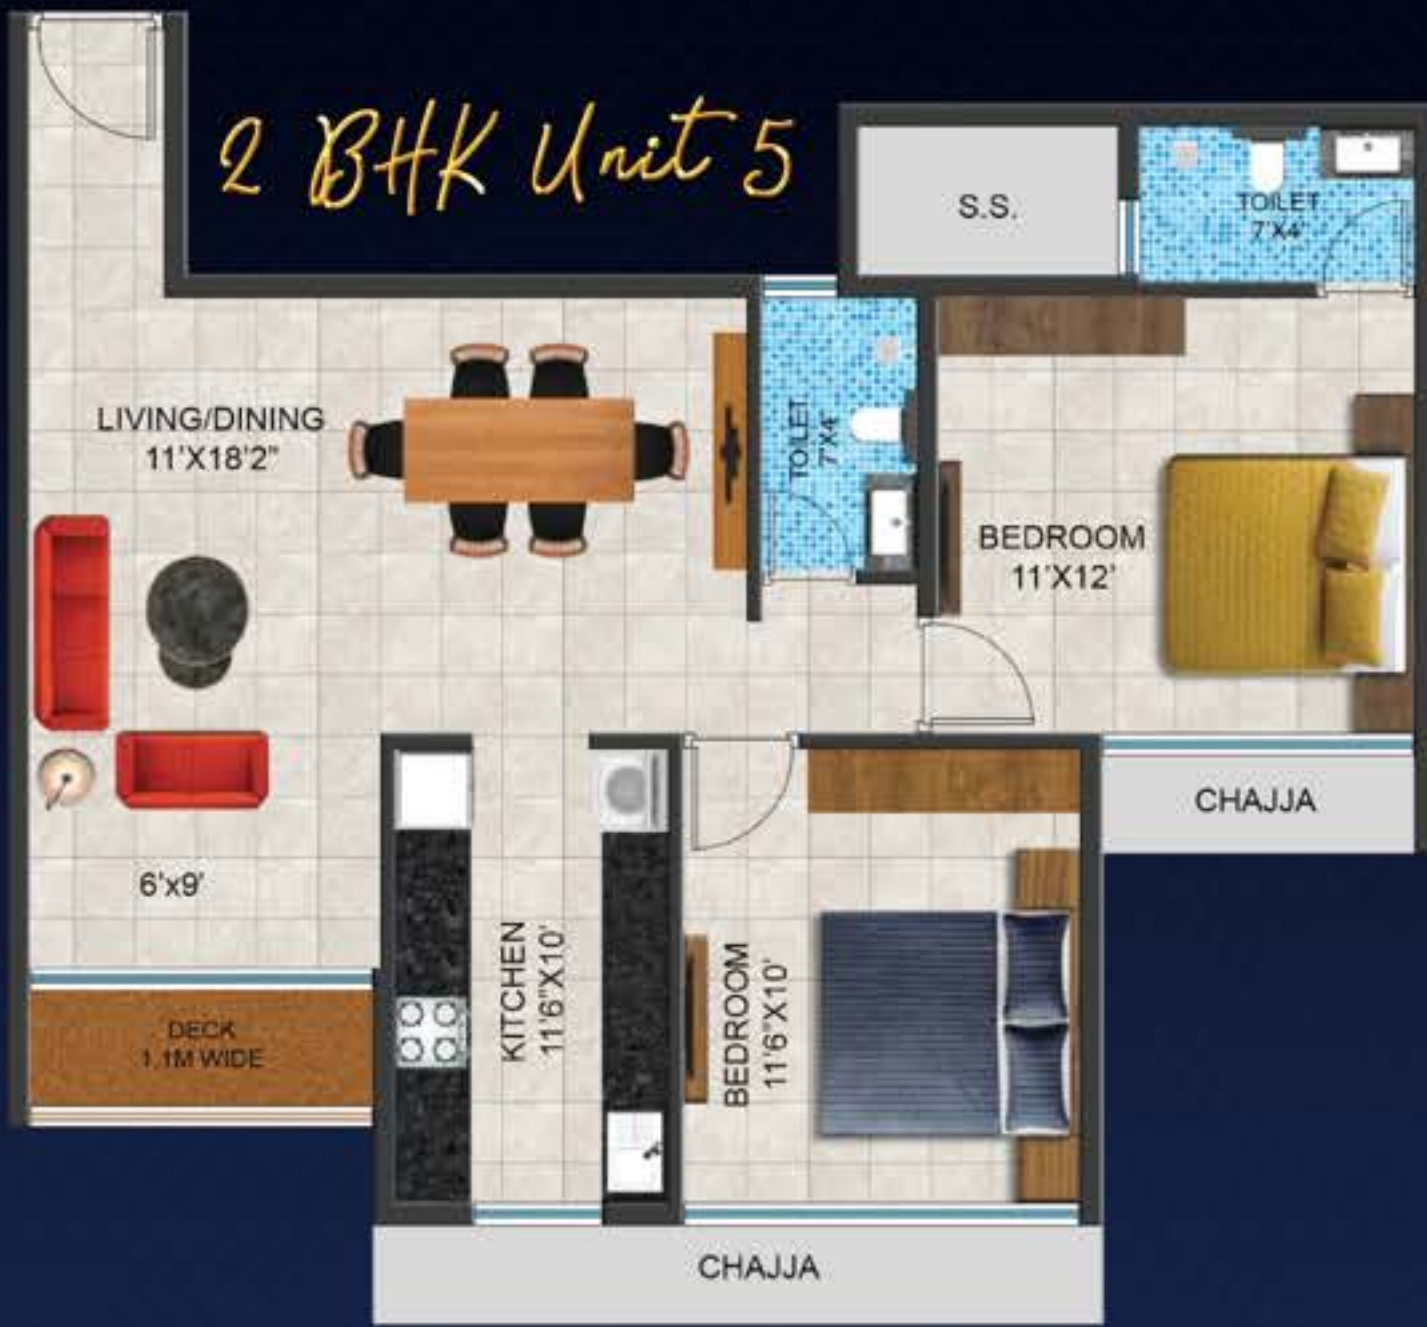 2 BHK Unit 5
S.S.
TOILET
7'X4'
LIVING/DINING
11'X18'2"
TOILET
7'X4'
BEDROOM
11'X12'
CHAJJA
6'x9'
KITCHEN
11'6"X10'
BEDROOM
11'6"X10'
DECK
1.1M WIDE
CHAJJA